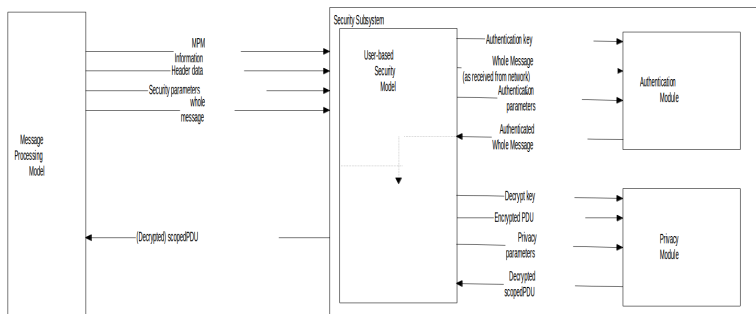 Security Subsystem
MPM
Information
Header data
Security parameters
whole
message
Message
Processing
Model
(Decrypted) scopedPDU
User-based
Security
Model
Authentication key
Whole Message
(as received from network)
Authentication
parameters
Authenticated
Whole Message
Authentication
Module
Decrypt key
Encrypted PDU
Privacy
parameters
Decrypted
scopedPDU
Privacy
Module